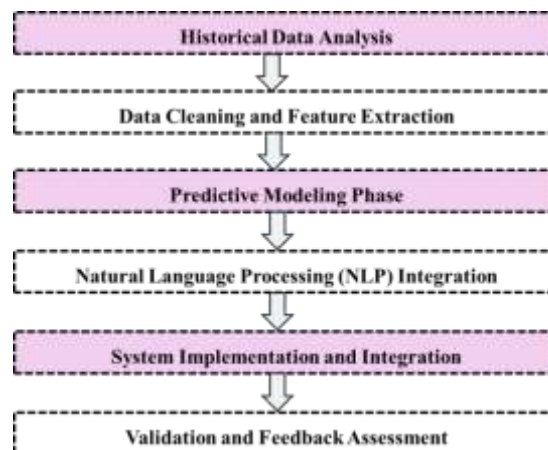 Historical Data Analysis
Data Cleaning and Feature Extraction
Predictive Modeling Phase
Natural Language Processing (NLP) Integration
System Implementation and Integration
Validation and Feedback Assessment